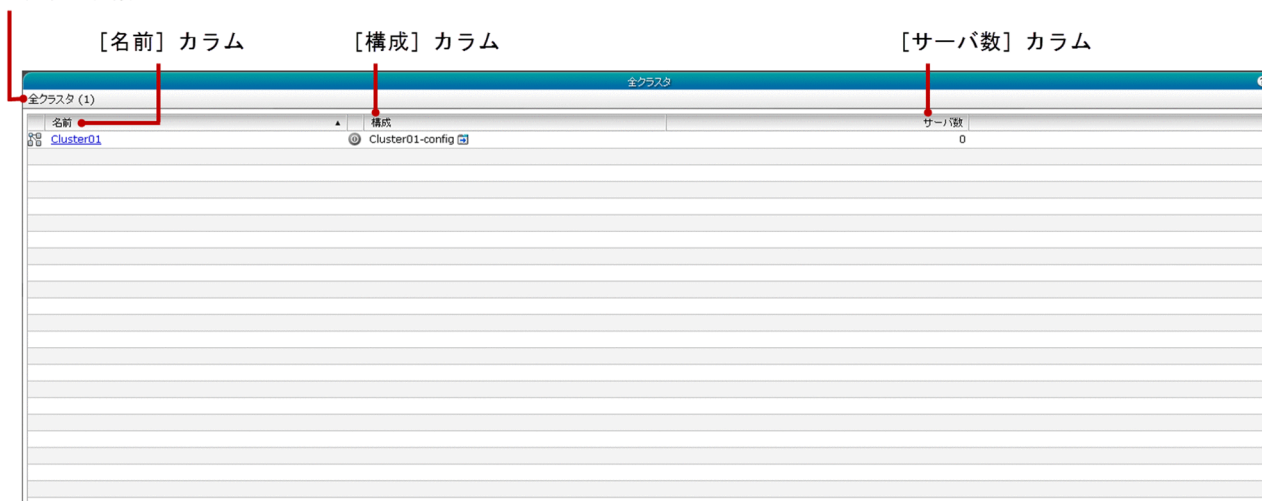 [名前] カラム
[構成] カラム
[サーバ数] カラム
全クラスタ
全クラスタ (1)
名前 ▲ 構成 サーバ数
Cluster01 Cluster01-config 0